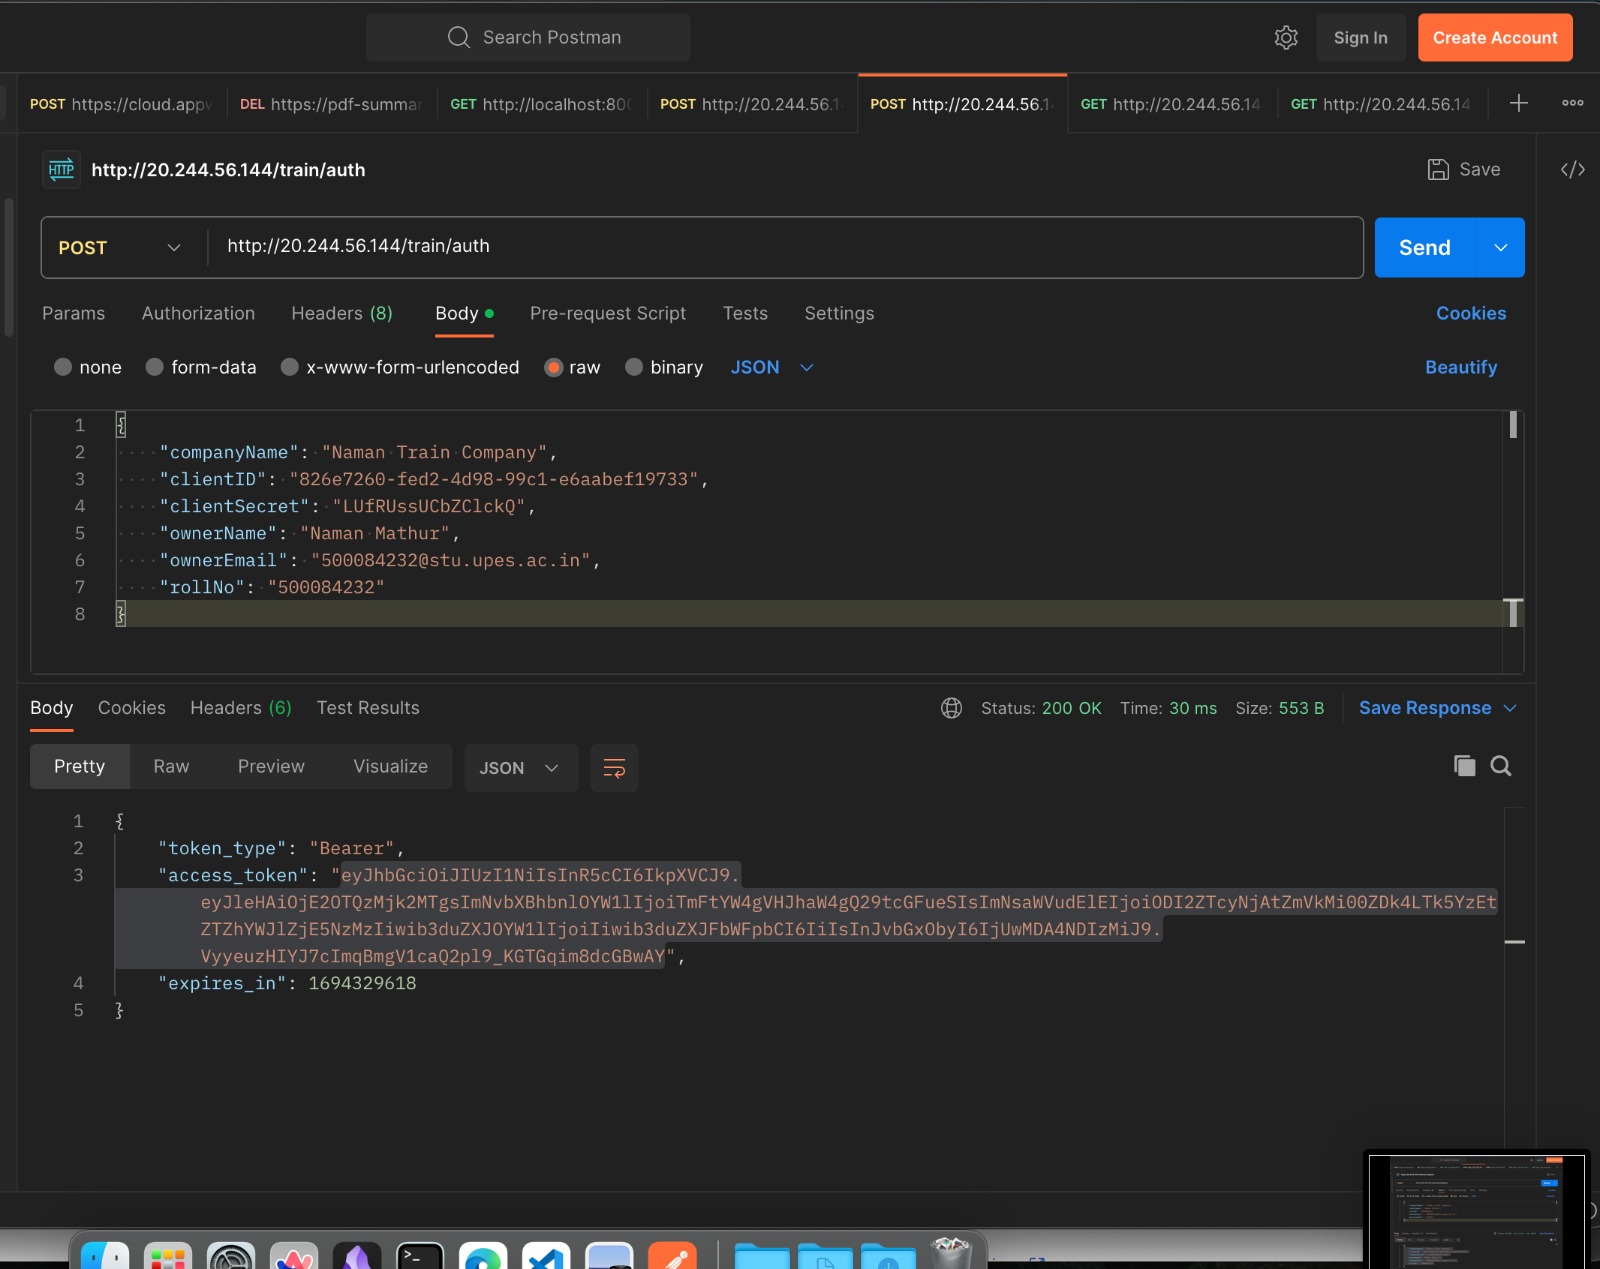 Search Postman
Sign In
Create Account
POST https://cloud.appv
DEL https://pdf-summar
GET http://localhost:800
POST http://20.244.56.1
POST http://20.244.56.1
GET http://20.244.56.14
GET http://20.244.56.14
HTTP http://20.244.56.144/train/auth
Save
</>
POST
http://20.244.56.144/train/auth
Send
Params Authorization Headers (8) Body Pre-request Script Tests Settings Cookies
none form-data x-www-form-urlencoded raw binary JSON Beautify
1 {
2 "companyName": "Naman Train Company",
3 "clientID": "826e7260-fed2-4d98-99c1-e6aabef19733",
4 "clientSecret": "LUfRUssUCbZClckQ",
5 "ownerName": "Naman Mathur",
6 "ownerEmail": "500084232@stu.upes.ac.in",
7 "rollNo": "500084232"
8 }
Body Cookies Headers (6) Test Results Status: 200 OK Time: 30 ms Size: 553 B Save Response
Pretty Raw Preview Visualize JSON
1 {
2 "token_type": "Bearer",
3 "access_token": "eyJhbGciOiJIUzI1NiIsInR5cCI6IkpXVCJ9.
eyJleHAiOjE2OTQzMjk2MTgsImNvbXBhbnlOYW1lIjoiTmFtYW4gVHJhaW4gQ29tcGFueSIsImNsaWVudElEIjoiODI2ZTcyNjAtZmVkMi00ZDk4LTk5YzEt
ZTZhYWJlZjE5NzMzIiwib3duZXJOYW1lIjoiIiwib3duZXJFbWFpbCI6IiIsInJvbGxObyI6IjUwMDA4NDIzMiJ9.
VyyeuzHIYJ7cImqBmgV1caQ2pl9_KGTGqim8dcGBwAY",
4 "expires_in": 1694329618
5 }